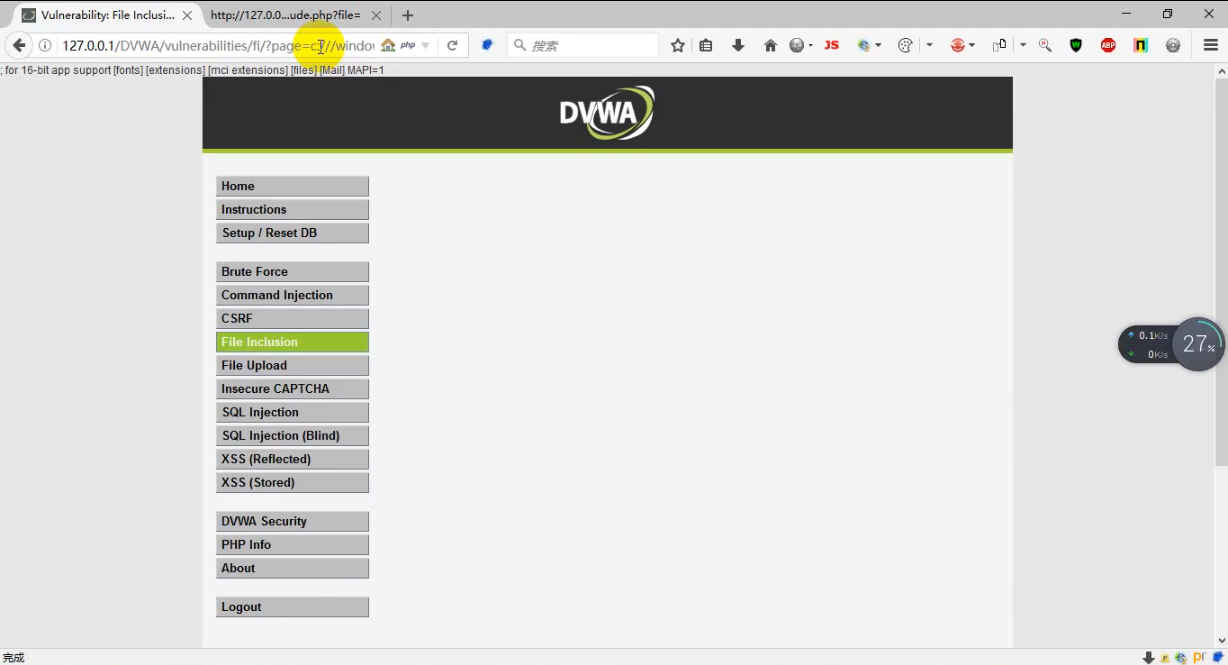 Vulnerability: File Inclusi...
http://127.0.0...ude.php?file=
127.0.0.1/DVWA/vulnerabilities/fi/?page=c://window
php
搜索
JS
ABP
; for 16-bit app support [fonts] [extensions] [mci extensions] [files] [Mail] MAPI=1
DVWA
Home
Instructions
Setup / Reset DB
Brute Force
Command Injection
CSRF
File Inclusion
File Upload
Insecure CAPTCHA
SQL Injection
SQL Injection (Blind)
XSS (Reflected)
XSS (Stored)
DVWA Security
PHP Info
About
Logout
0.1K/s
0K/s
27%
完成
pr